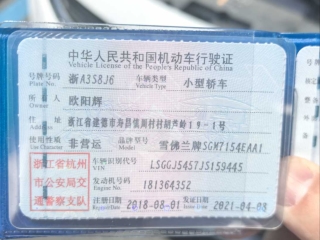 中华人民共和国机动车行驶证
Vehicle License of the People's Republic of China
号牌号码 浙A358J6 车辆类型 小型轿车
Plate No. Vehicle Type
所有人 欧阳辉
Owner
住址 浙江省建德市寿昌镇周村村葫芦岭19-1号
Address
使用性质 非营运 品牌型号 雪佛兰牌SGM7154EAA1
Use Character Model
浙江省杭州市公安局交通警察支队
车辆识别代号 LSGGJ5457JS159445
VIN
发动机号码 181364352
Engine No.
注册日期 2018-08-01 发证日期 2021-04-08
Register Date Issue Date